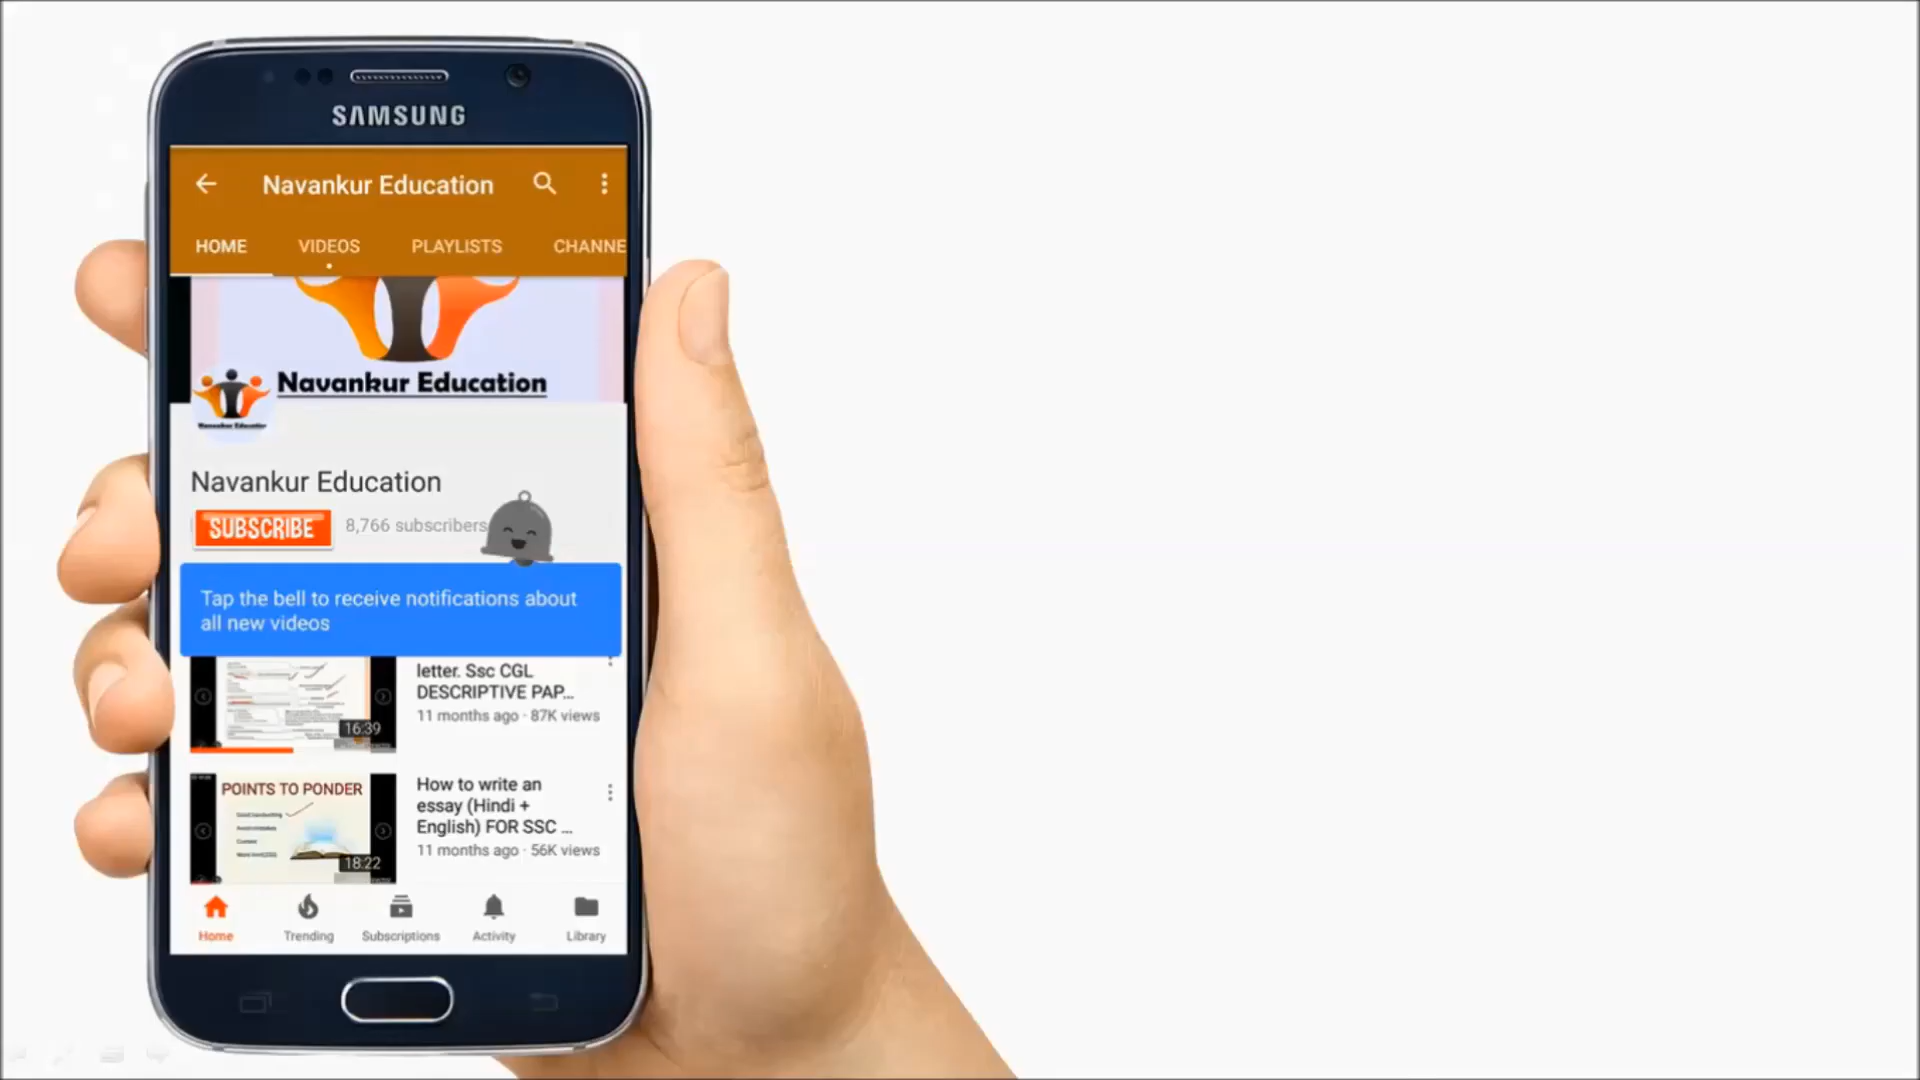 SAMSUNG
Navankur Education
HOME VIDEOS PLAYLISTS CHANNE
Navankur Education
Navankur Education
Navankur Education
SUBSCRIBE 8,766 subscribers
Tap the bell to receive notifications about
all new videos
letter. Ssc CGL
DESCRIPTIVE PAP...
11 months ago · 87K views
16:39
POINTS TO PONDER
How to write an
essay (Hindi +
English) FOR SSC ...
11 months ago · 56K views
18:22
Home Trending Subscriptions Activity Library